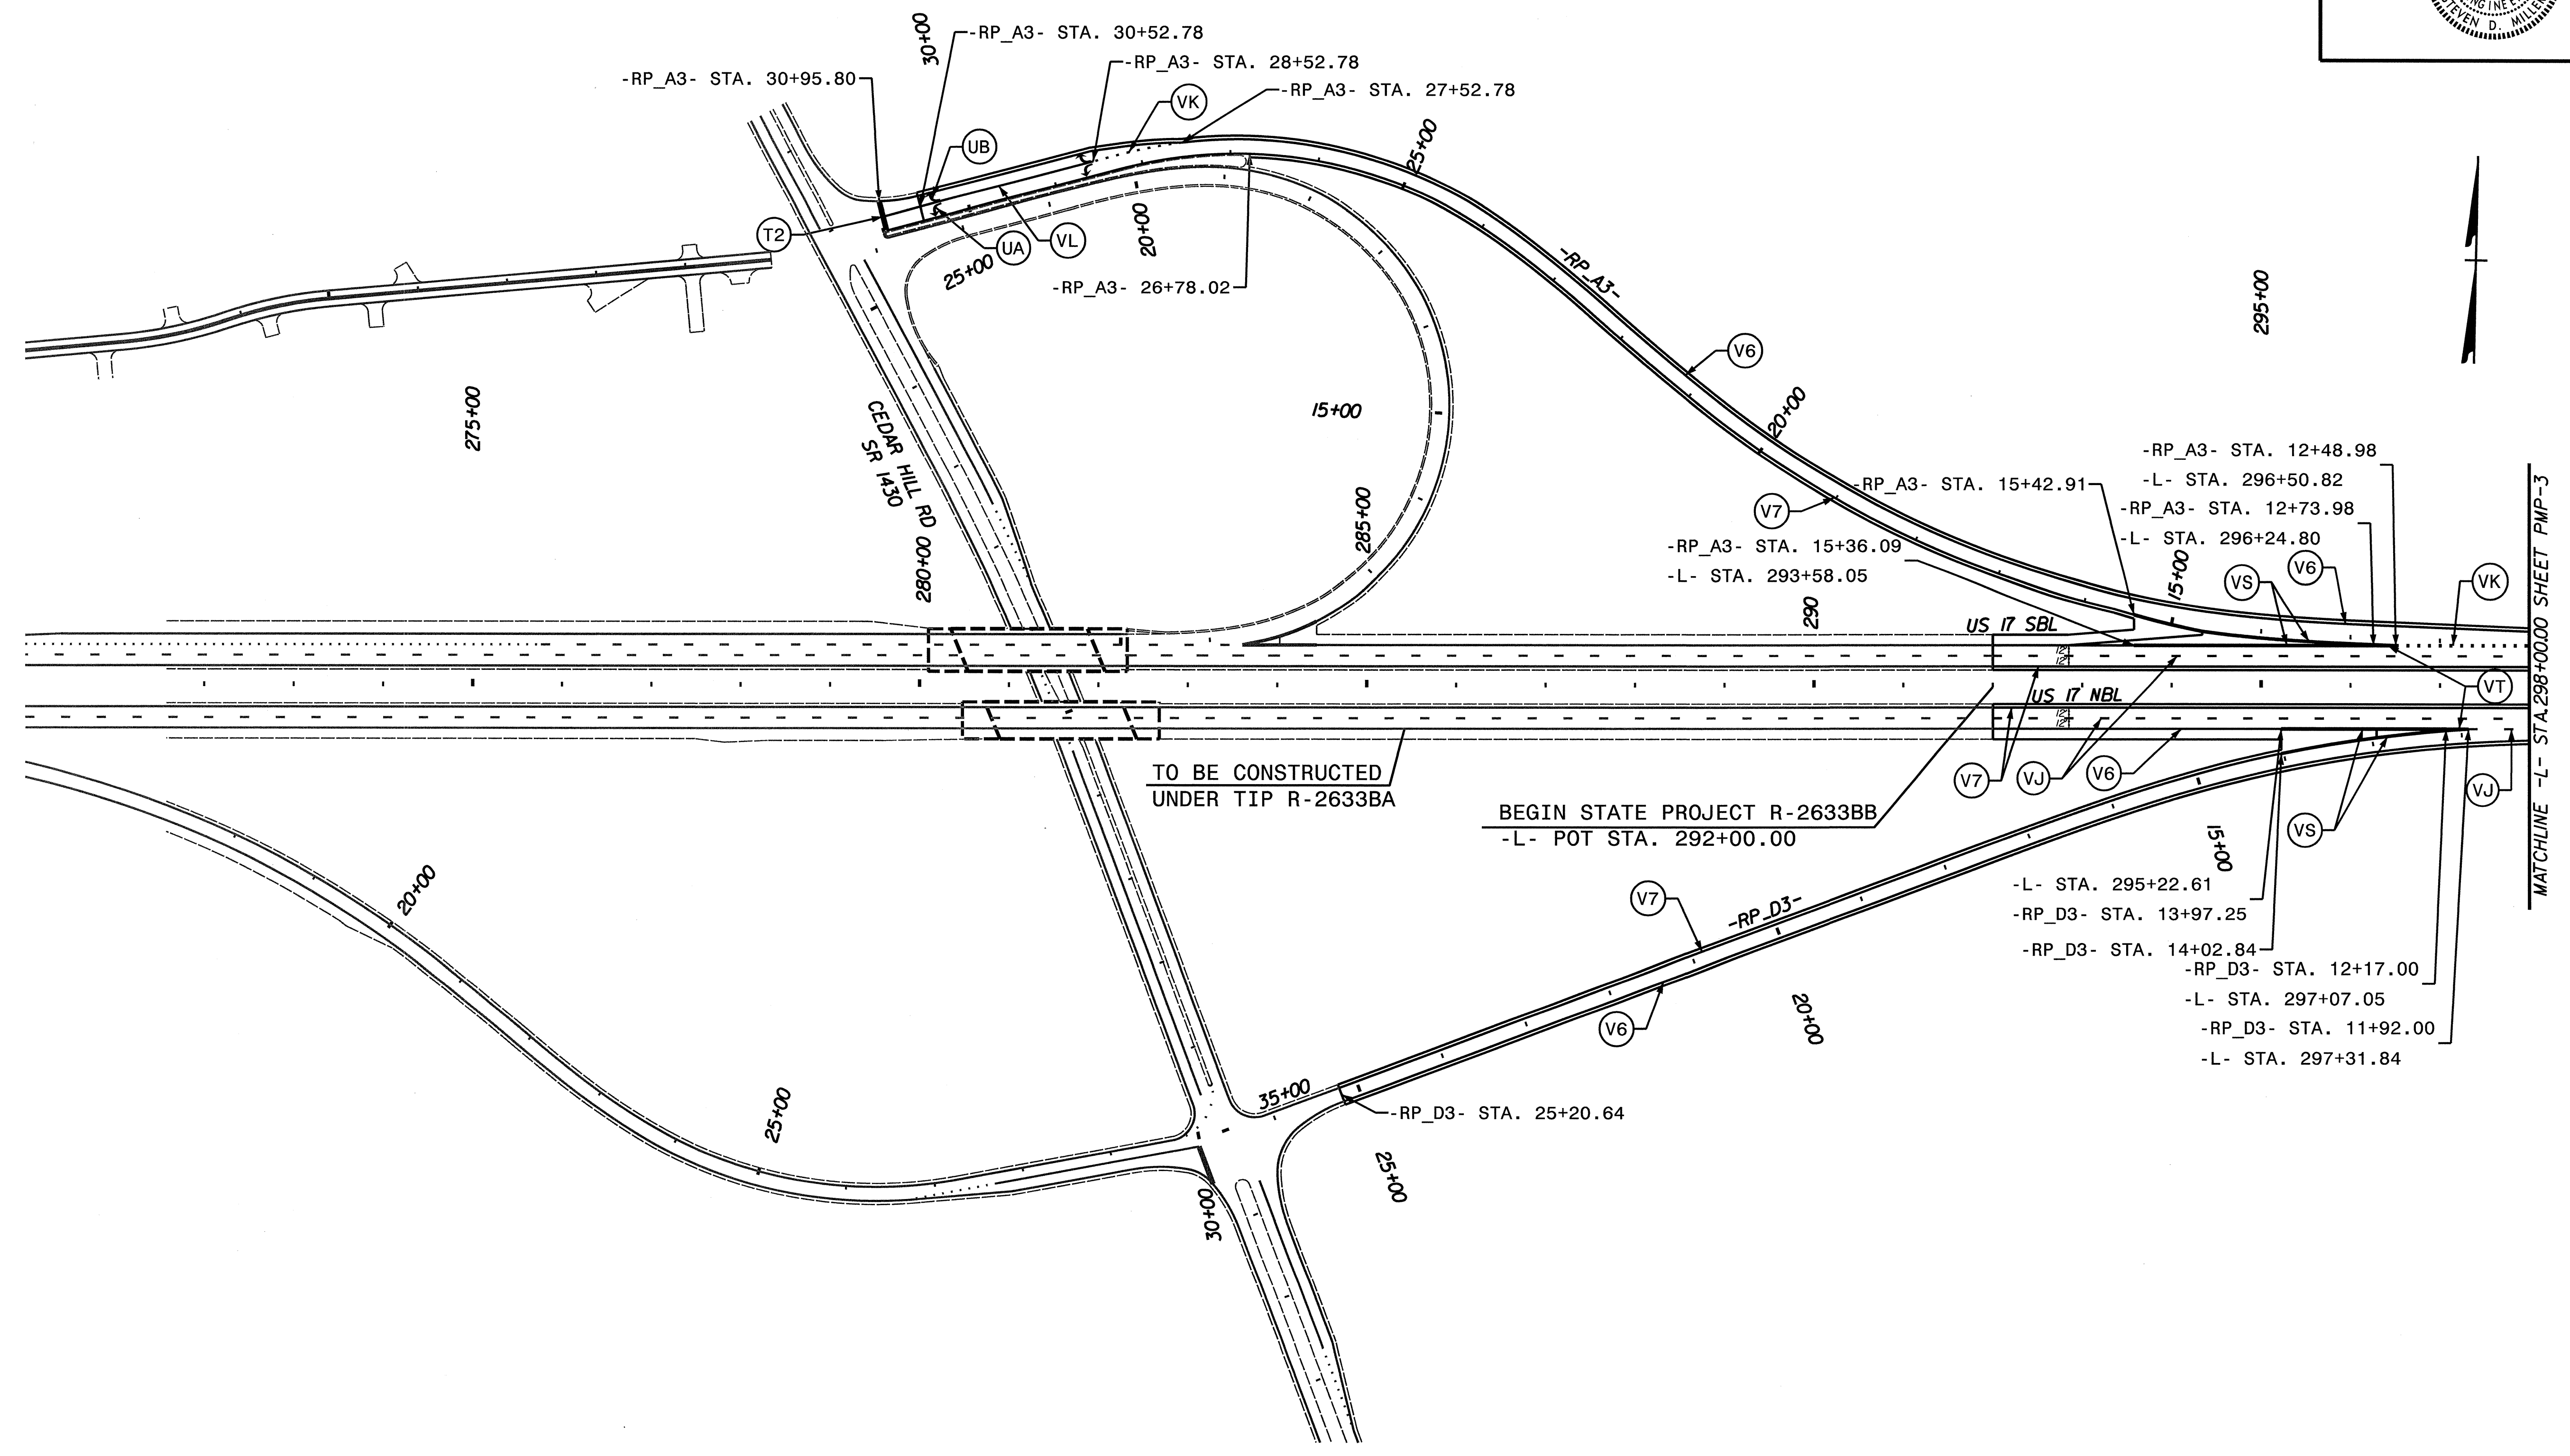 STEVEN D. MILLER
30+00
-RP_A3- STA. 30+52.78
-RP_A3- STA. 28+52.78
-RP_A3- STA. 30+95.80
-RP_A3- STA. 27+52.78
VK
UB
25+00
T2
UA
VL
20+00
25+00
-RP_A3- 26+78.02
-RP_A3-
295+00
V6
275+00
CEDAR HILL RD
SR 1430
15+00
20+00
-RP_A3- STA. 12+48.98
-L- STA. 296+50.82
-RP_A3- STA. 15+42.91
-RP_A3- STA. 12+73.98
-L- STA. 296+24.80
V7
285+00
-RP_A3- STA. 15+36.09
-L- STA. 293+58.05
280+00
15+00
VS
V6
VK
290
US 17 SBL
12'
12'
VT
US 17 NBL
12'
12'
MATCHLINE -L- STA.298+00.00 SHEET PMP-3
TO BE CONSTRUCTED
UNDER TIP R-2633BA
V7
VJ
V6
VJ
BEGIN STATE PROJECT R-2633BB
-L- POT STA. 292+00.00
VS
15+00
20+00
V7
-RP_D3-
-L- STA. 295+22.61
-RP_D3- STA. 13+97.25
-RP_D3- STA. 14+02.84
-RP_D3- STA. 12+17.00
-L- STA. 297+07.05
-RP_D3- STA. 11+92.00
-L- STA. 297+31.84
V6
20+00
35+00
-RP_D3- STA. 25+20.64
25+00
25+00
30+00